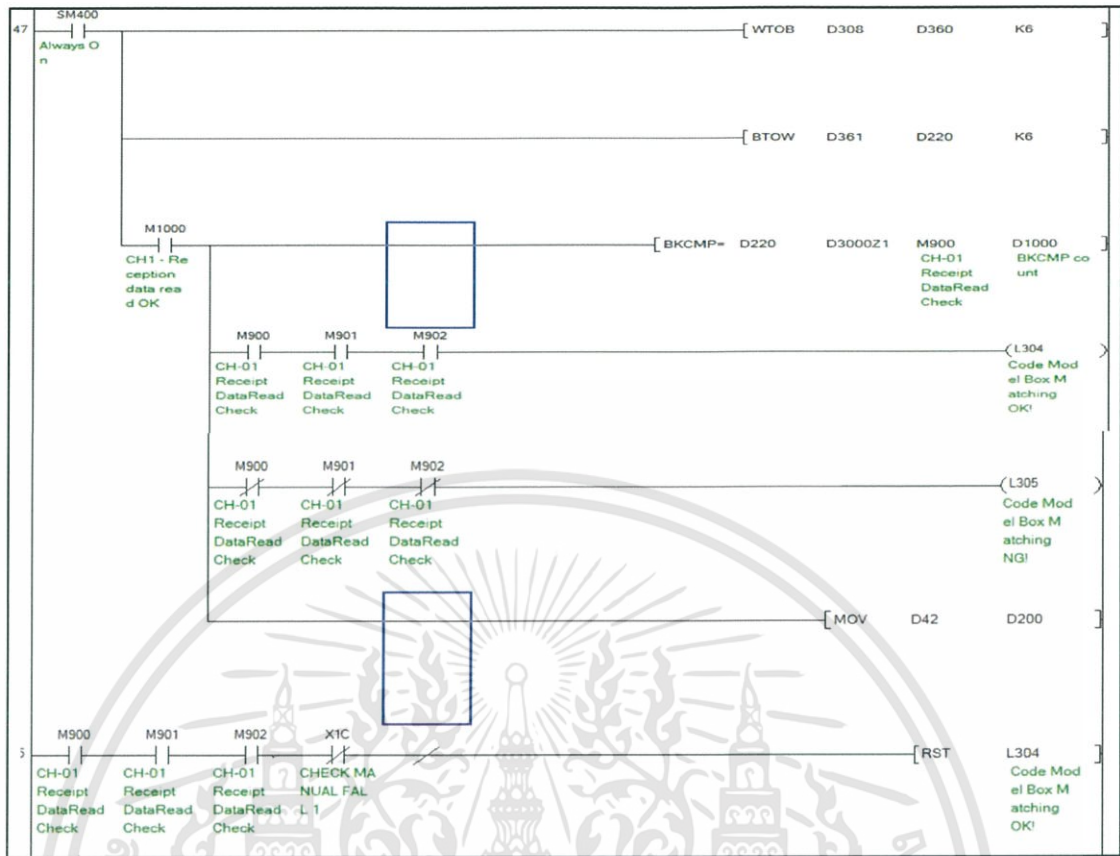 47
SM400
Always O
n
[ WTOB D308 D360 K6 ]
[ BTOW D361 D220 K6 ]
M1000
CH1 - Re
ception
data rea
d OK
[ BKCMP= D220 D3000Z1 M900 D1000 ]
CH-01 BKCMP co
Receipt unt
DataRead
Check
M900 M901 M902
CH-01 CH-01 CH-01
Receipt Receipt Receipt
DataRead DataRead DataRead
Check Check Check
( L304 )
Code Mod
el Box M
atching
OK!
M900 M901 M902
CH-01 CH-01 CH-01
Receipt Receipt Receipt
DataRead DataRead DataRead
Check Check Check
( L305 )
Code Mod
el Box M
atching
NG!
[ MOV D42 D200 ]
M900 M901 M902 X1C
CH-01 CH-01 CH-01 CHECK MA
Receipt Receipt Receipt NUAL FAL
DataRead DataRead DataRead L 1
Check Check Check
[ RST L304 ]
Code Mod
el Box M
atching
OK!